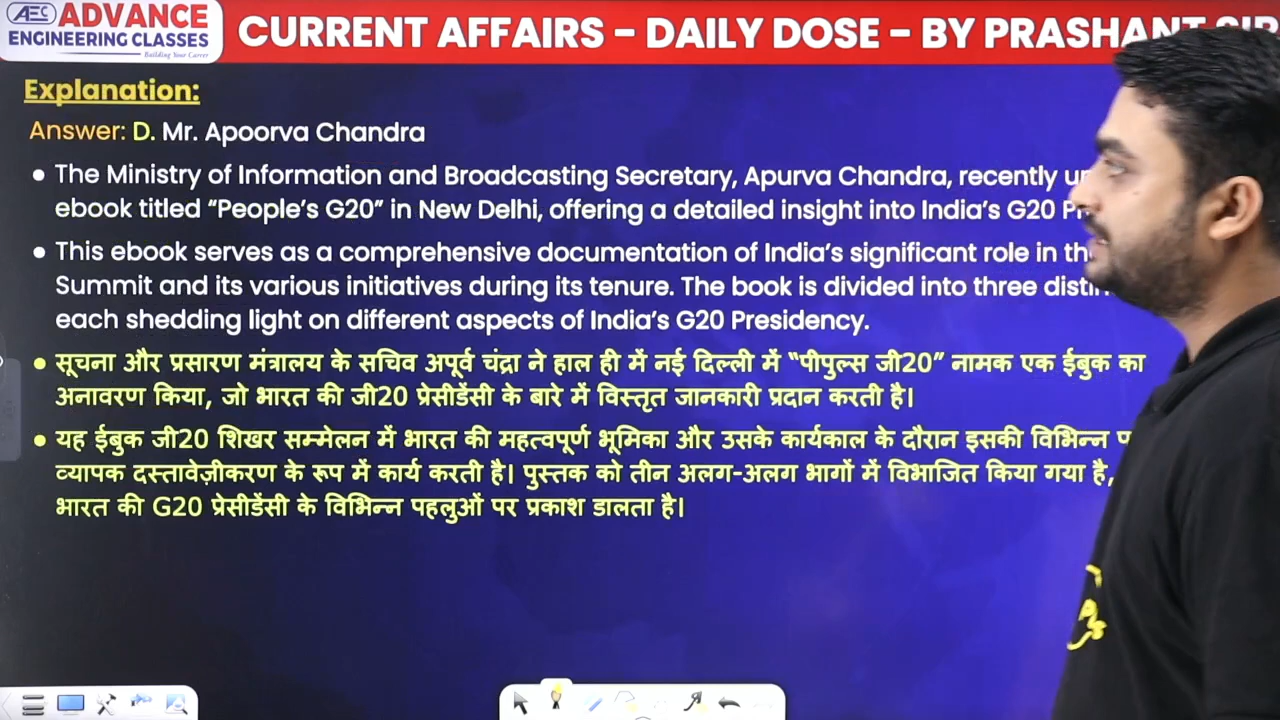 AEC ADVANCE
ENGINEERING CLASSES
Building Your Career
CURRENT AFFAIRS - DAILY DOSE - BY PRASHANT SIR
Explanation:
Answer: D. Mr. Apoorva Chandra
● The Ministry of Information and Broadcasting Secretary, Apurva Chandra, recently
ebook titled “People’s G20” in New Delhi, offering a detailed insight into India’s G20
● This ebook serves as a comprehensive documentation of India’s significant role in
Summit and its various initiatives during its tenure. The book is divided into three
each shedding light on different aspects of India’s G20 Presidency.
● सूचना और प्रसारण मंत्रालय के सचिव अपूर्व चंद्रा ने हाल ही में नई दिल्ली में “पीपुल्स जी20” नामक एक ईबुक का
अनावरण किया, जो भारत की जी20 प्रेसीडेंसी के बारे में विस्तृत जानकारी प्रदान करती है।
● यह ईबुक जी20 शिखर सम्मेलन में भारत की महत्वपूर्ण भूमिका और उसके कार्यकाल के दौरान इसकी विभिन्न
व्यापक दस्तावेज़ीकरण के रूप में कार्य करती है। पुस्तक को तीन अलग-अलग भागों में विभाजित किया गया है,
भारत की G20 प्रेसीडेंसी के विभिन्न पहलुओं पर प्रकाश डालता है।